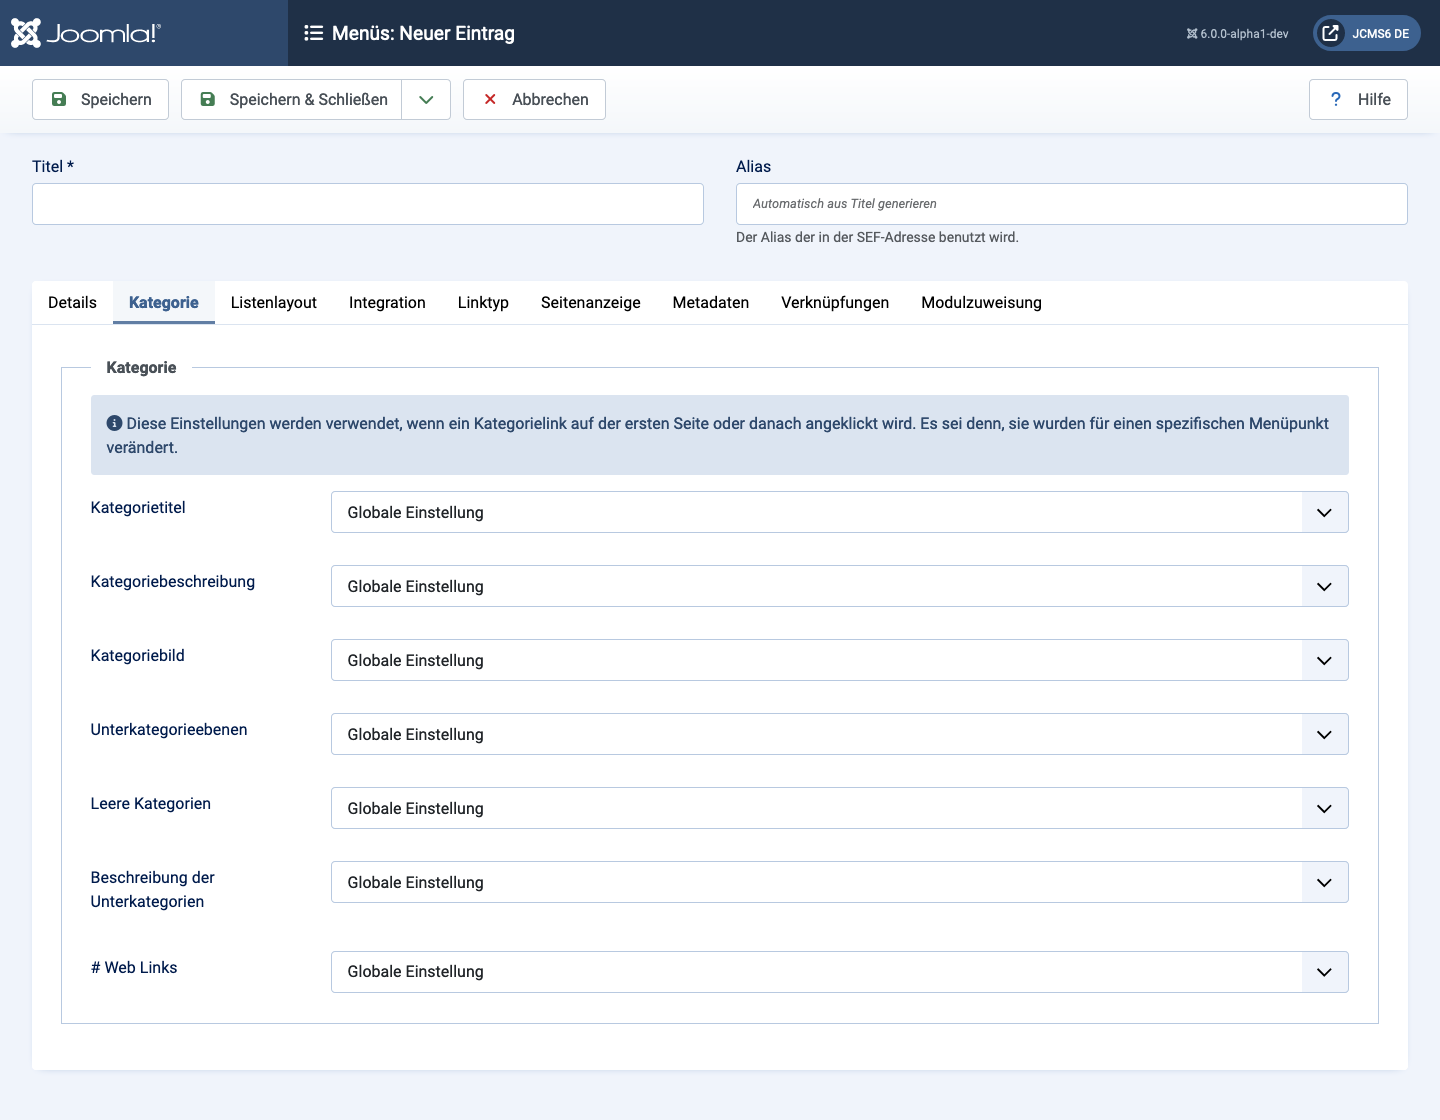 Joomla!®
Menüs: Neuer Eintrag
6.0.0-alpha1-dev
JCMS6 DE
Speichern
Speichern & Schließen
Abbrechen
? Hilfe
Titel *
Alias
Automatisch aus Titel generieren
Der Alias der in der SEF-Adresse benutzt wird.
Details Kategorie Listenlayout Integration Linktyp Seitenanzeige Metadaten Verknüpfungen Modulzuweisung
Kategorie
Diese Einstellungen werden verwendet, wenn ein Kategorielink auf der ersten Seite oder danach angeklickt wird. Es sei denn, sie wurden für einen spezifischen Menüpunkt
verändert.
Kategorietitel
Globale Einstellung
Kategoriebeschreibung
Globale Einstellung
Kategoriebild
Globale Einstellung
Unterkategorieebenen
Globale Einstellung
Leere Kategorien
Globale Einstellung
Beschreibung der
Unterkategorien
Globale Einstellung
# Web Links
Globale Einstellung